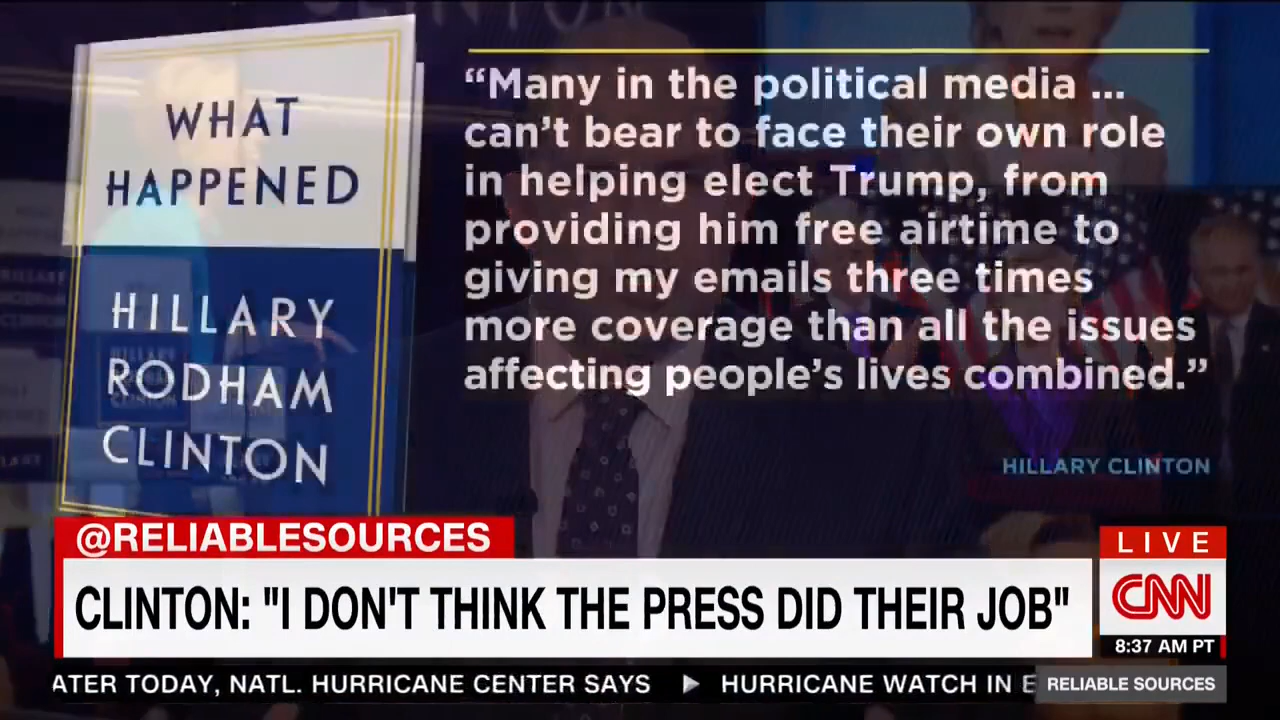 WHAT
HAPPENED
HILLARY
RODHAM
CLINTON
“Many in the political media ...
can’t bear to face their own role
in helping elect Trump, from
providing him free airtime to
giving my emails three times
more coverage than all the issues
affecting people’s lives combined.”
HILLARY CLINTON
@RELIABLESOURCES
CLINTON: "I DON'T THINK THE PRESS DID THEIR JOB"
LIVE
CNN
8:37 AM PT
ATER TODAY, NATL. HURRICANE CENTER SAYS ▶ HURRICANE WATCH IN E
RELIABLE SOURCES